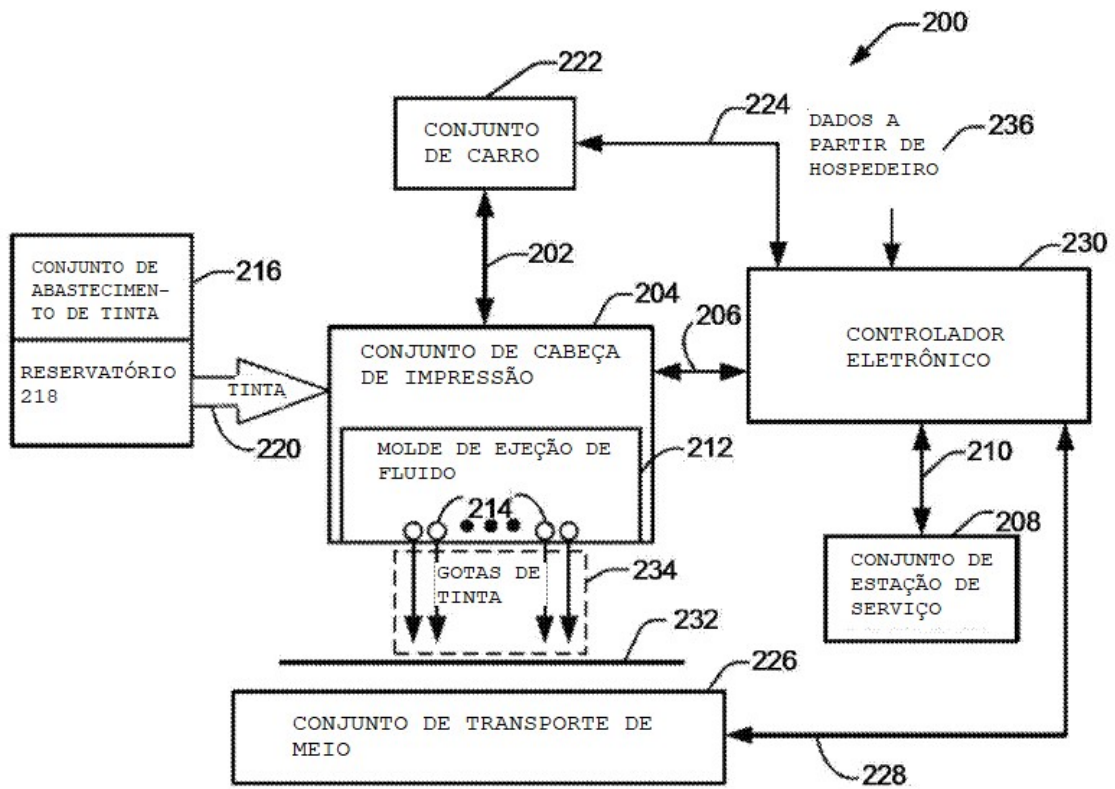 200
222
CONJUNTO
DE CARRO
224
DADOS A
PARTIR DE
HOSPEDEIRO
236
202
CONJUNTO DE
ABASTECIMEN-
TO DE TINTA
216
RESERVATÓRIO
218
TINTA
220
204
CONJUNTO DE CABEÇA
DE IMPRESSÃO
206
230
CONTROLADOR
ELETRÔNICO
MOLDE DE EJEÇÃO DE
FLUIDO
212
214
210
208
CONJUNTO DE
ESTAÇÃO DE
SERVIÇO
GOTAS DE
TINTA
234
232
226
CONJUNTO DE TRANSPORTE DE
MEIO
228